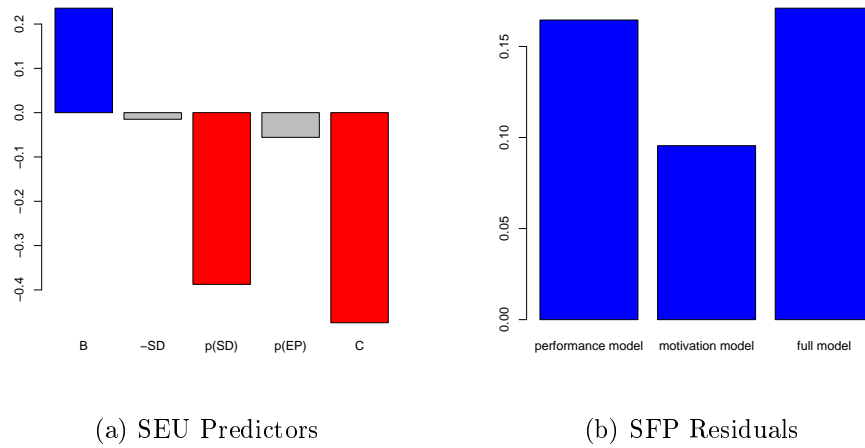 0.2
0.1
0.0
−0.1
−0.2
−0.3
−0.4
B −SD p(SD) p(EP) C
(a) SEU Predictors
0.15
0.10
0.05
0.00
performance model motivation model full model
(b) SFP Residuals